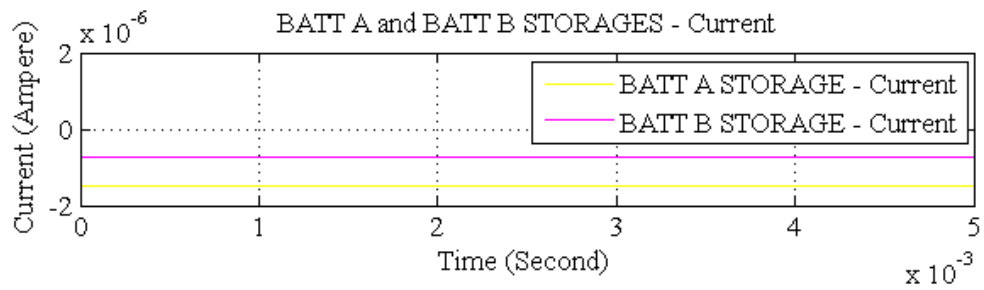 BATT A and BATT B STORAGES - Current
x 10^-6
Current (Ampere)
2
0
-2
BATT A STORAGE - Current
BATT B STORAGE - Current
0 1 2 3 4 5
Time (Second)
x 10^-3